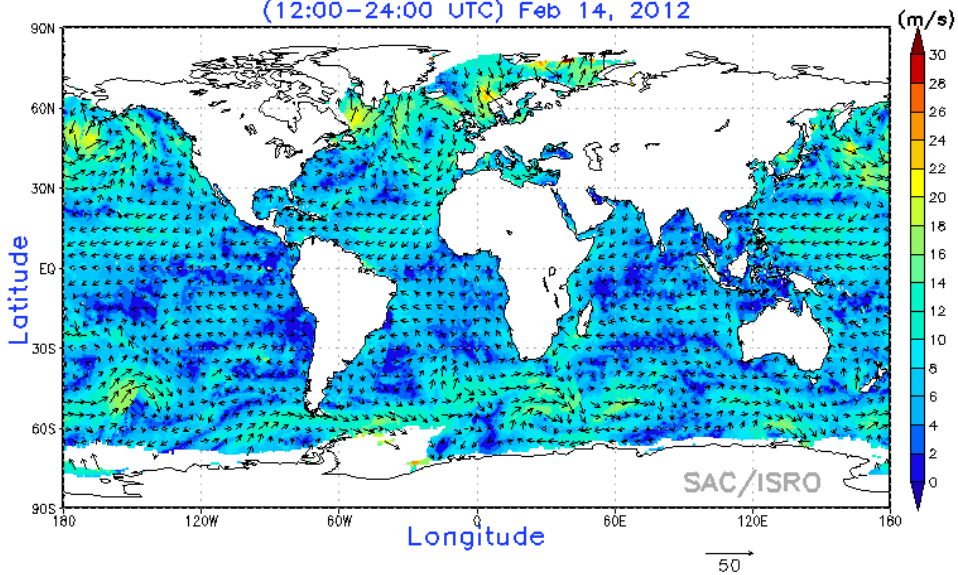 (12:00–24:00 UTC) Feb 14, 2012
(m/s)
90N
60N
30N
EQ
30S
60S
90S
Latitude
30
28
26
24
22
20
18
16
14
12
10
8
6
4
2
0
SAC/ISRO
180 120W 60W 0 60E 120E 180
Longitude
50